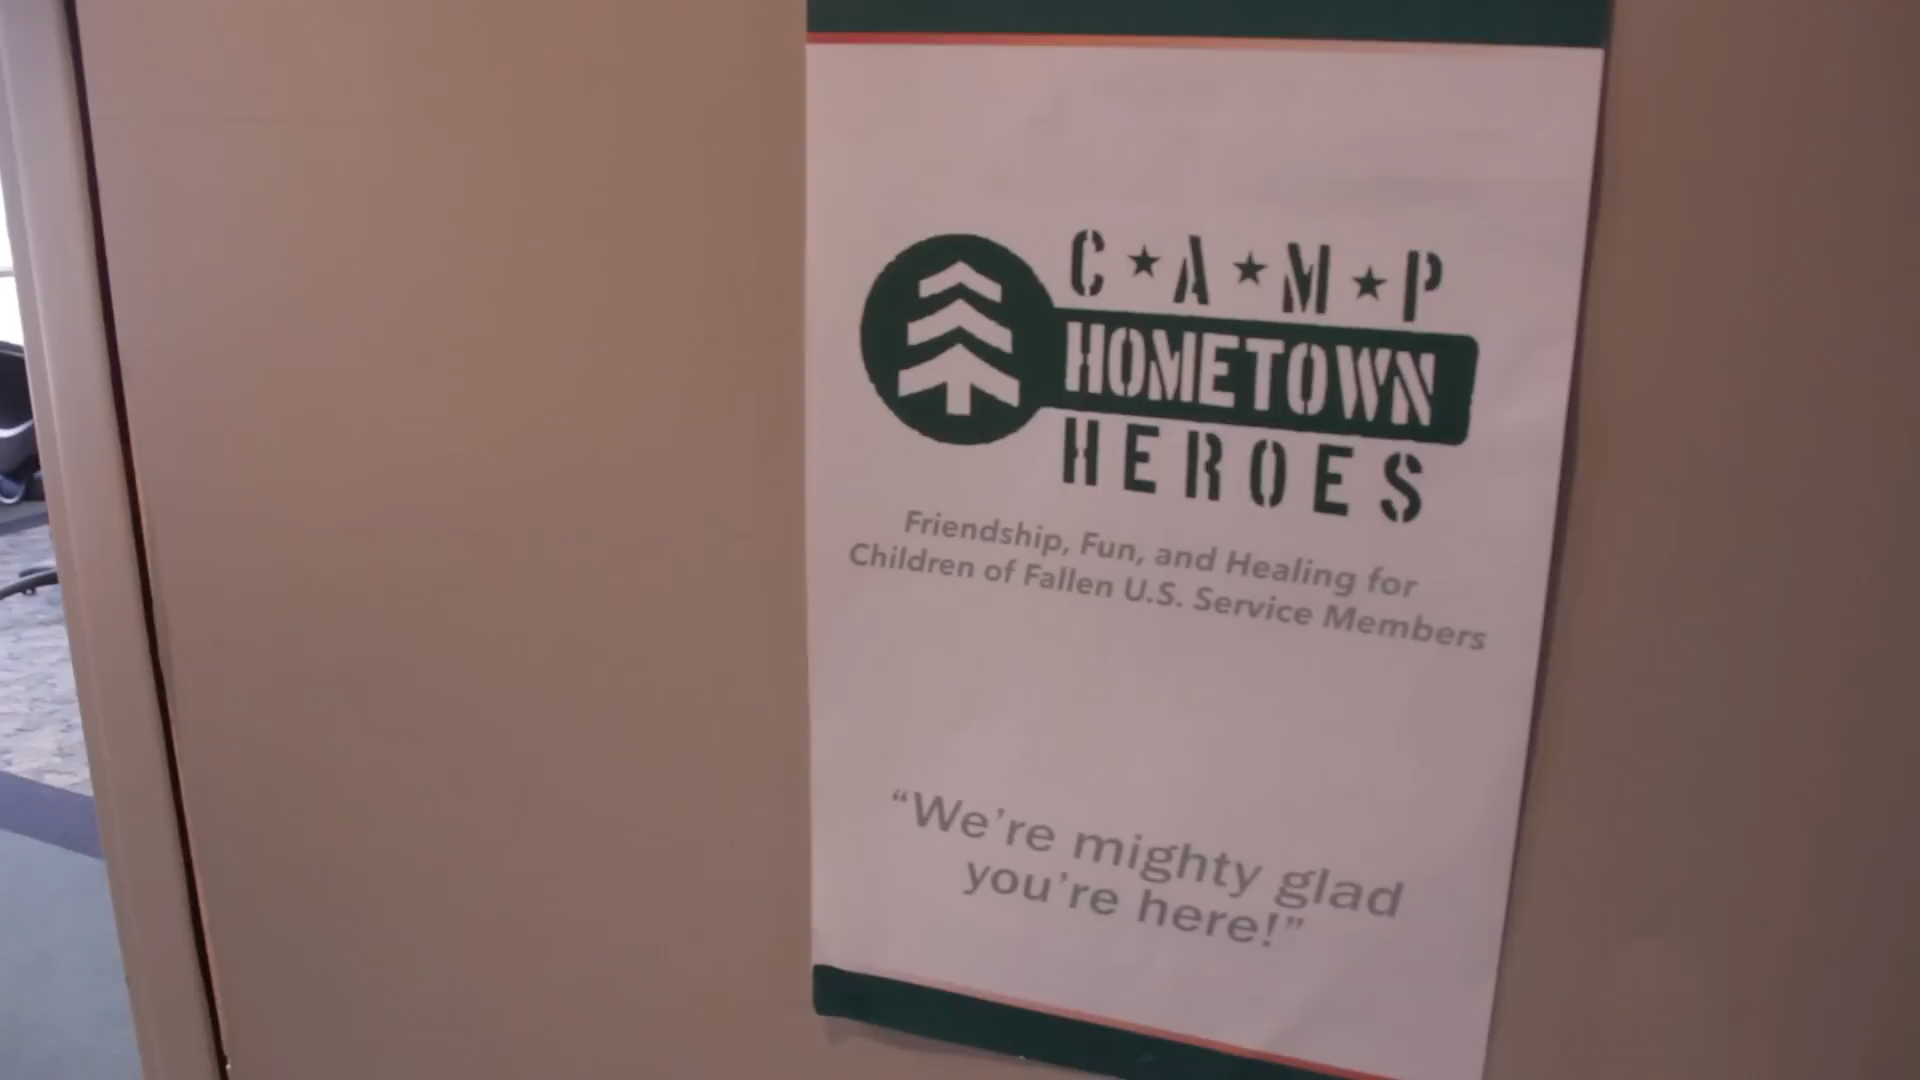 C★A★M★P
HOMETOWN
HEROES
Friendship, Fun, and Healing for
Children of Fallen U.S. Service Members
“We’re mighty glad
you’re here!”